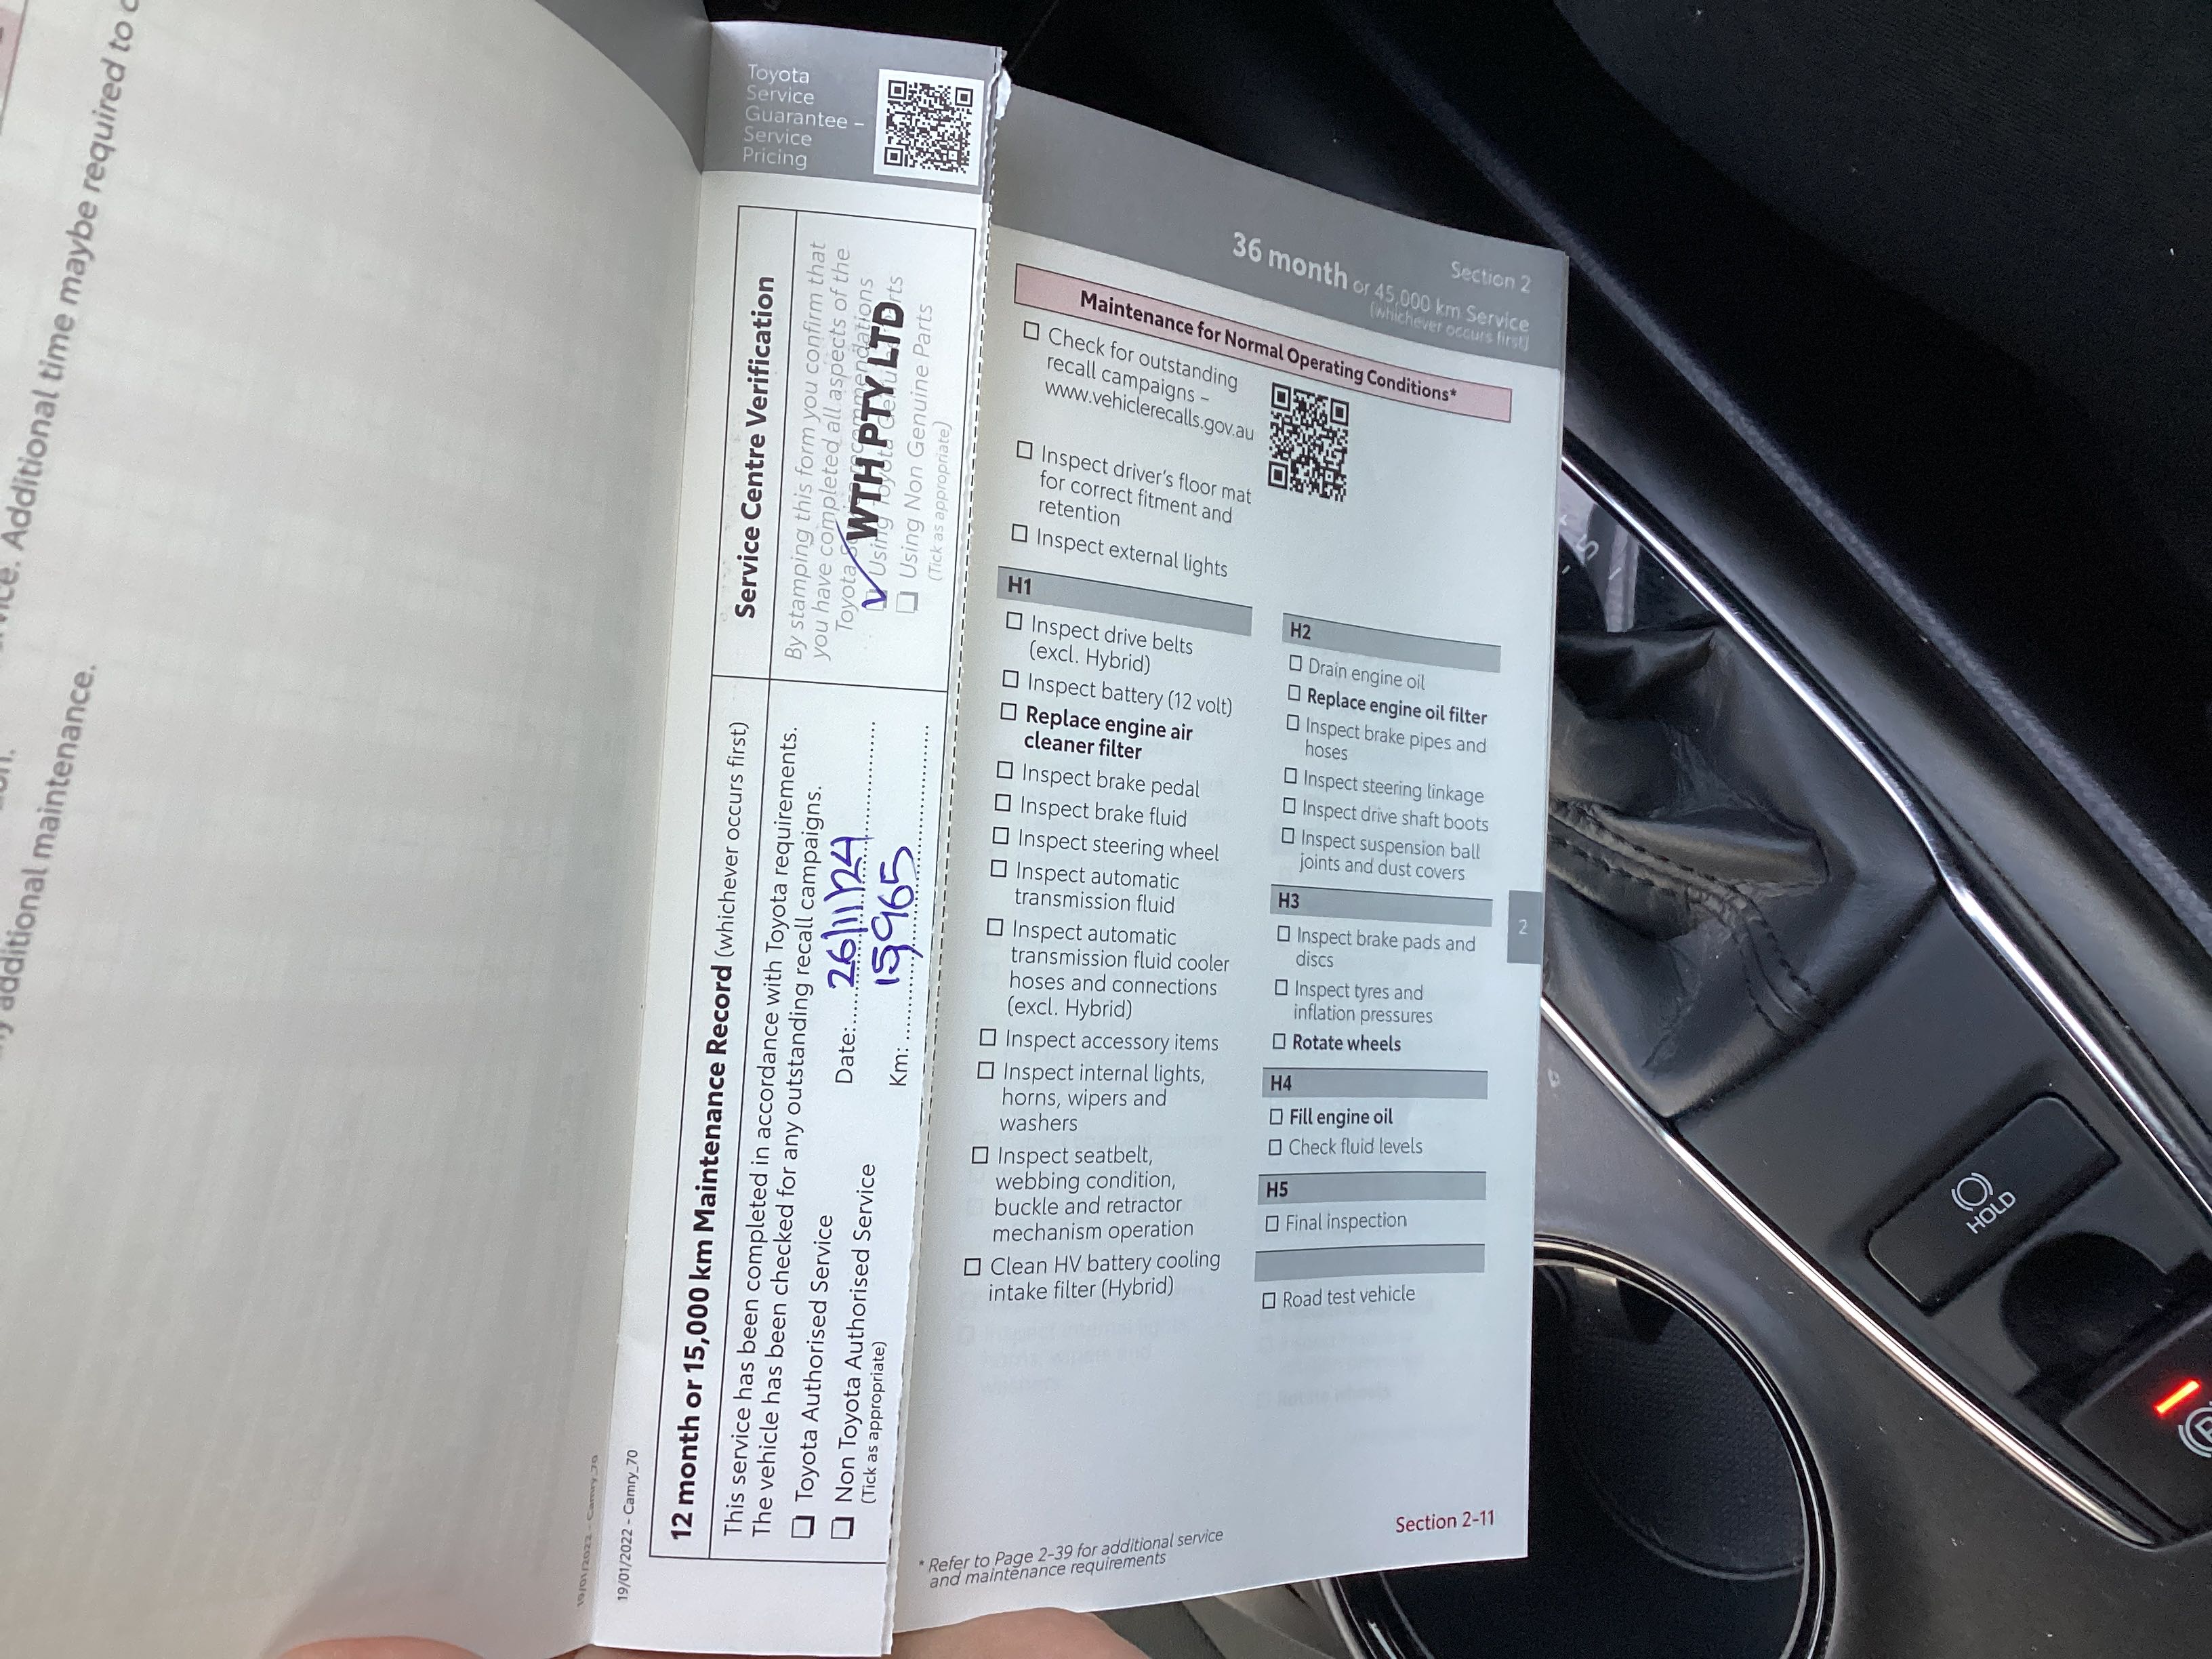 vice. Additional time maybe required to c
y additional maintenance.
19/01/2022 - Camry_70
19/01/2022 - Camry_70
Toyota
Service
Guarantee –
Service
Pricing
12 month or 15,000 km Maintenance Record (whichever occurs first)
This service has been completed in accordance with Toyota requirements.
The vehicle has been checked for any outstanding recall campaigns.
❏ Toyota Authorised Service
❏ Non Toyota Authorised Service
(Tick as appropriate)
Date: 26/11/24
Km: 15965
Service Centre Verification
By stamping this form you confirm that
you have completed all aspects of the
Toyota recommendations
Using Toyota Parts
❏ Using Non Genuine Parts
(Tick as appropriate)
WTH PTY LTD
Section 2
36 month or 45,000 km Service
(whichever occurs first)
Maintenance for Normal Operating Conditions*
❏ Check for outstanding
recall campaigns –
www.vehiclerecalls.gov.au
❏ Inspect driver's floor mat
for correct fitment and
retention
❏ Inspect external lights
H1
❏ Inspect drive belts
(excl. Hybrid)
❏ Inspect battery (12 volt)
❏ Replace engine air
cleaner filter
❏ Inspect brake pedal
❏ Inspect brake fluid
❏ Inspect steering wheel
❏ Inspect automatic
transmission fluid
❏ Inspect automatic
transmission fluid cooler
hoses and connections
(excl. Hybrid)
❏ Inspect accessory items
❏ Inspect internal lights,
horns, wipers and
washers
❏ Inspect seatbelt,
webbing condition,
buckle and retractor
mechanism operation
❏ Clean HV battery cooling
intake filter (Hybrid)
H2
❏ Drain engine oil
❏ Replace engine oil filter
❏ Inspect brake pipes and
hoses
❏ Inspect steering linkage
❏ Inspect drive shaft boots
❏ Inspect suspension ball
joints and dust covers
H3
❏ Inspect brake pads and
discs
❏ Inspect tyres and
inflation pressures
❏ Rotate wheels
H4
❏ Fill engine oil
❏ Check fluid levels
H5
❏ Final inspection
❏ Road test vehicle
2
* Refer to Page 2-39 for additional service
and maintenance requirements
Section 2-11
S
HOLD